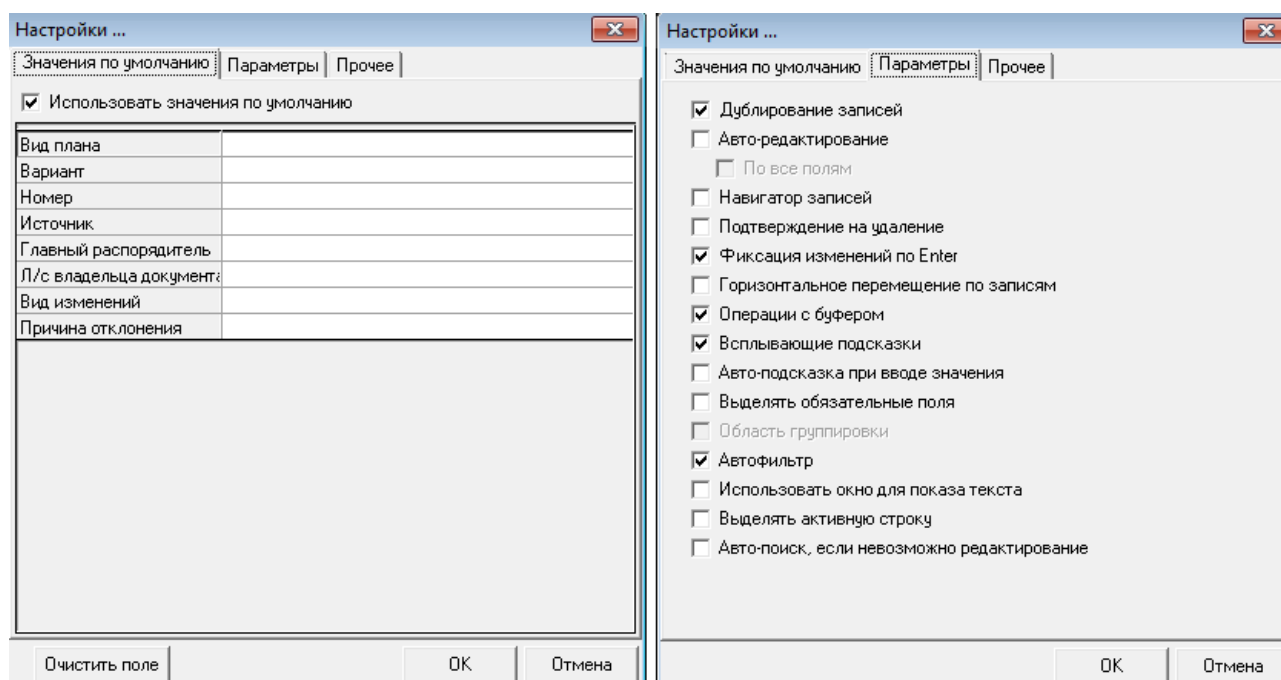 Настройки ...
Значения по умолчанию Параметры Прочее
Использовать значения по умолчанию
Вид плана
Вариант
Номер
Источник
Главный распорядитель
Л/с владельца документа
Вид изменений
Причина отклонения
Очистить поле OK Отмена
Настройки ...
Значения по умолчанию Параметры Прочее
Дублирование записей
Авто-редактирование
По все полям
Навигатор записей
Подтверждение на удаление
Фиксация изменений по Enter
Горизонтальное перемещение по записям
Операции с буфером
Всплывающие подсказки
Авто-подсказка при вводе значения
Выделять обязательные поля
Область группировки
Автофильтр
Использовать окно для показа текста
Выделять активную строку
Авто-поиск, если невозможно редактирование
OK Отмена